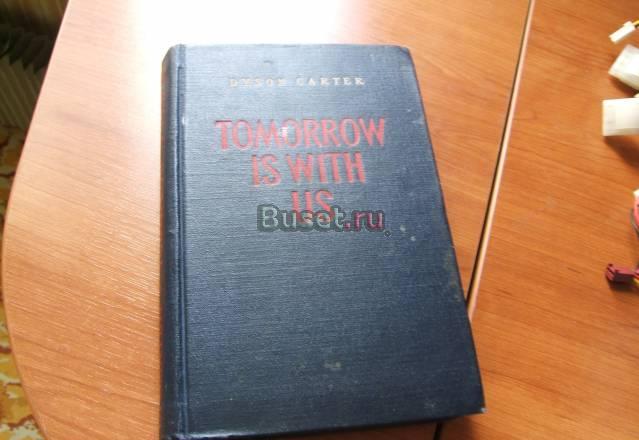 DYSON CARTER
TOMORROW
IS WITH
US
Buset.ru